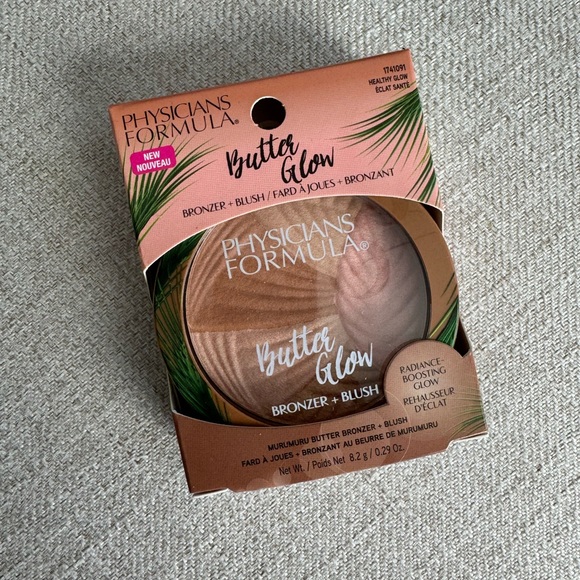 1741091
HEALTHY GLOW
ÉCLAT SANTÉ
PHYSICIANS
FORMULA®
NEW
NOUVEAU
Butter
Glow
BRONZER + BLUSH / FARD À JOUES + BRONZANT
PHYSICIANS
FORMULA®
Butter
Glow
BRONZER + BLUSH
RADIANCE-
BOOSTING
GLOW
REHAUSSEUR
D'ÉCLAT
MURUMURU BUTTER BRONZER + BLUSH
FARD À JOUES + BRONZANT AU BEURRE DE MURUMURU
Net Wt. / Poids Net 8.2 g / 0.29 Oz.